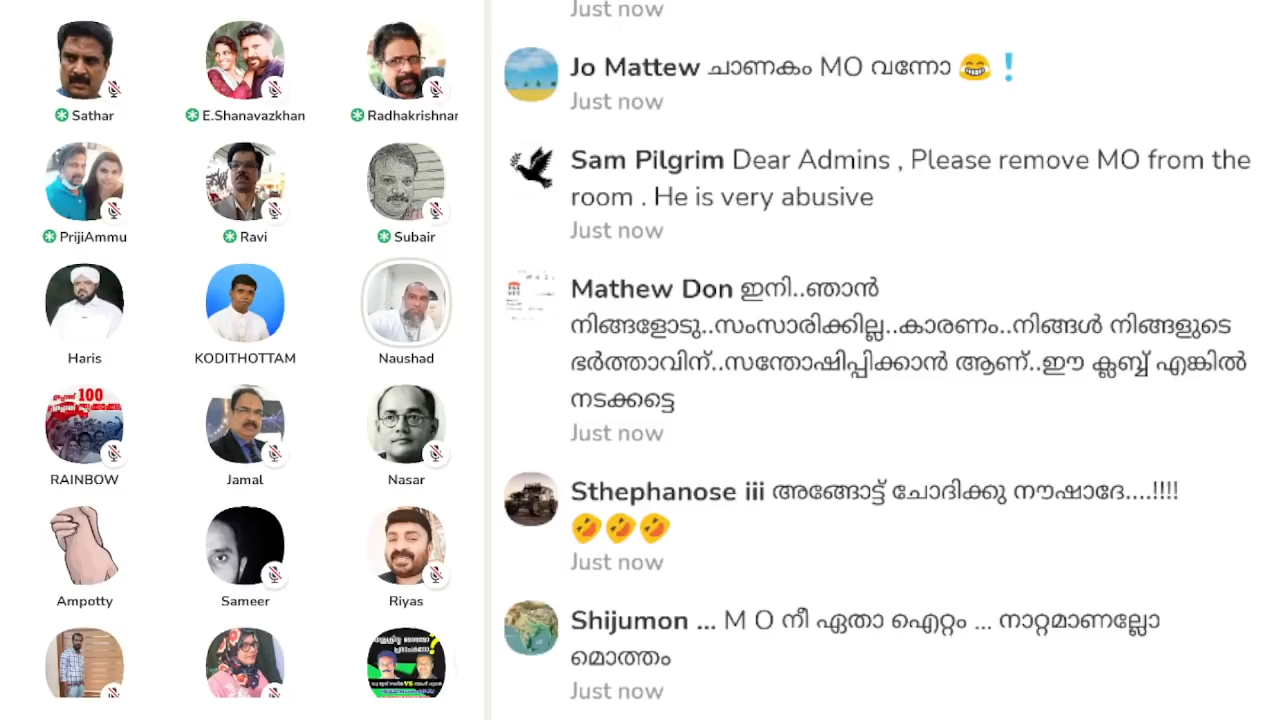 Sathar
E.Shanavazkhan
Radhakrishnar
PrijiAmmu
Ravi
Subair
Haris
KODITHOTTAM
Naushad
100
RAINBOW
Jamal
Nasar
Ampotty
Sameer
Riyas
VS
Just now
Jo Mattew ചാണകം MO വന്നോ 😂❕
Just now
Sam Pilgrim Dear Admins , Please remove MO from the
room . He is very abusive
Just now
Mathew Don ഇനി..ഞാൻ
നിങ്ങളോടു..സംസാരിക്കില്ല..കാരണം..നിങ്ങൾ നിങ്ങളുടെ
ഭർത്താവിന്..സന്തോഷിപ്പിക്കാൻ ആണ്..ഈ ക്ലബ്ബ് എങ്കിൽ
നടക്കട്ടെ
Just now
Sthephanose iii അങ്ങോട്ട് ചോദിക്കു നൗഷാദേ....!!!!
🤣🤣🤣
Just now
Shijumon ... M O നീ ഏതാ ഐറ്റം ... നാറ്റമാണല്ലോ
മൊത്തം
Just now